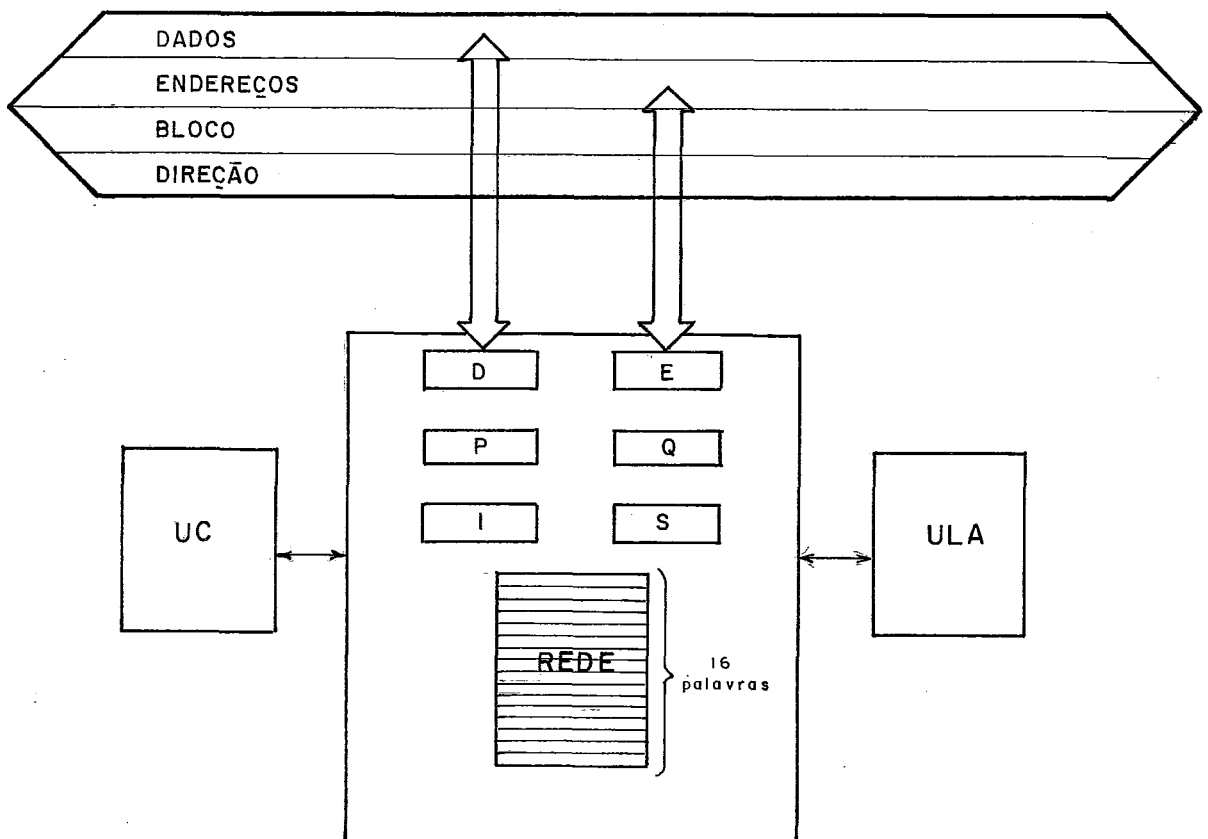 DADOS
ENDEREÇOS
BLOCO
DIREÇÃO
D
E
P
Q
I
S
UC
ULA
REDE
16
palavras